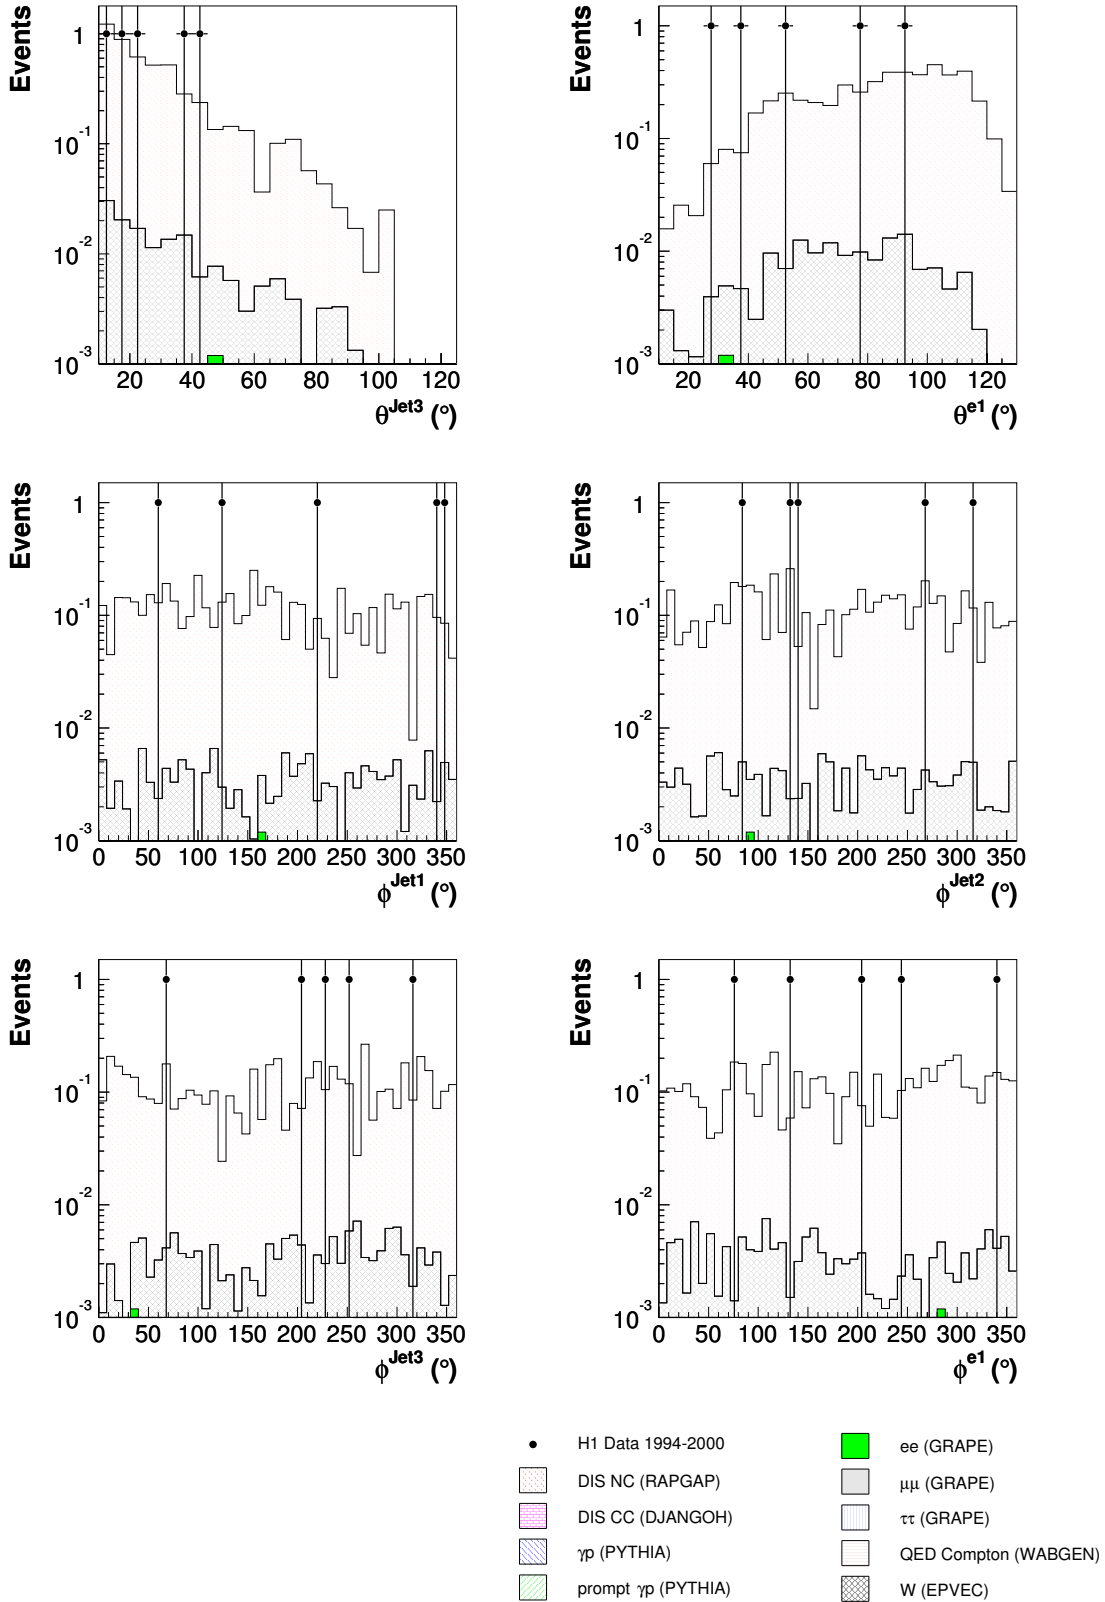 Events
1
10-1
10-2
10-3
20 40 60 80 100 120
θJet3 (°)
Events
1
10-1
10-2
10-3
20 40 60 80 100 120
θe1 (°)
Events
1
10-1
10-2
10-3
0 50 100 150 200 250 300 350
ϕJet1 (°)
Events
1
10-1
10-2
10-3
0 50 100 150 200 250 300 350
ϕJet2 (°)
Events
1
10-1
10-2
10-3
0 50 100 150 200 250 300 350
ϕJet3 (°)
Events
1
10-1
10-2
10-3
0 50 100 150 200 250 300 350
ϕe1 (°)
H1 Data 1994-2000
DIS NC (RAPGAP)
DIS CC (DJANGOH)
γp (PYTHIA)
prompt γp (PYTHIA)
ee (GRAPE)
μμ (GRAPE)
ττ (GRAPE)
QED Compton (WABGEN)
W (EPVEC)